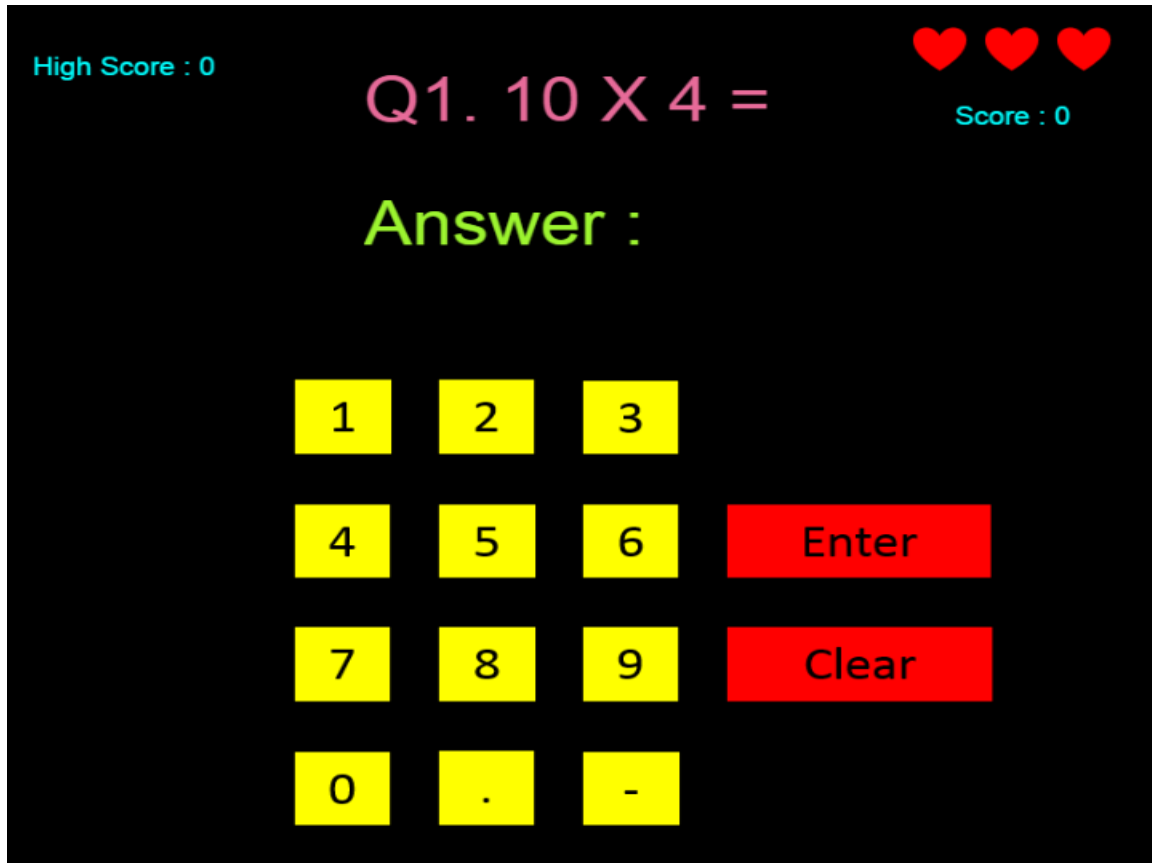 High Score : 0
Q1. 10 X 4 =
Score : 0
Answer :
1 2 3
4 5 6 Enter
7 8 9 Clear
0 . -